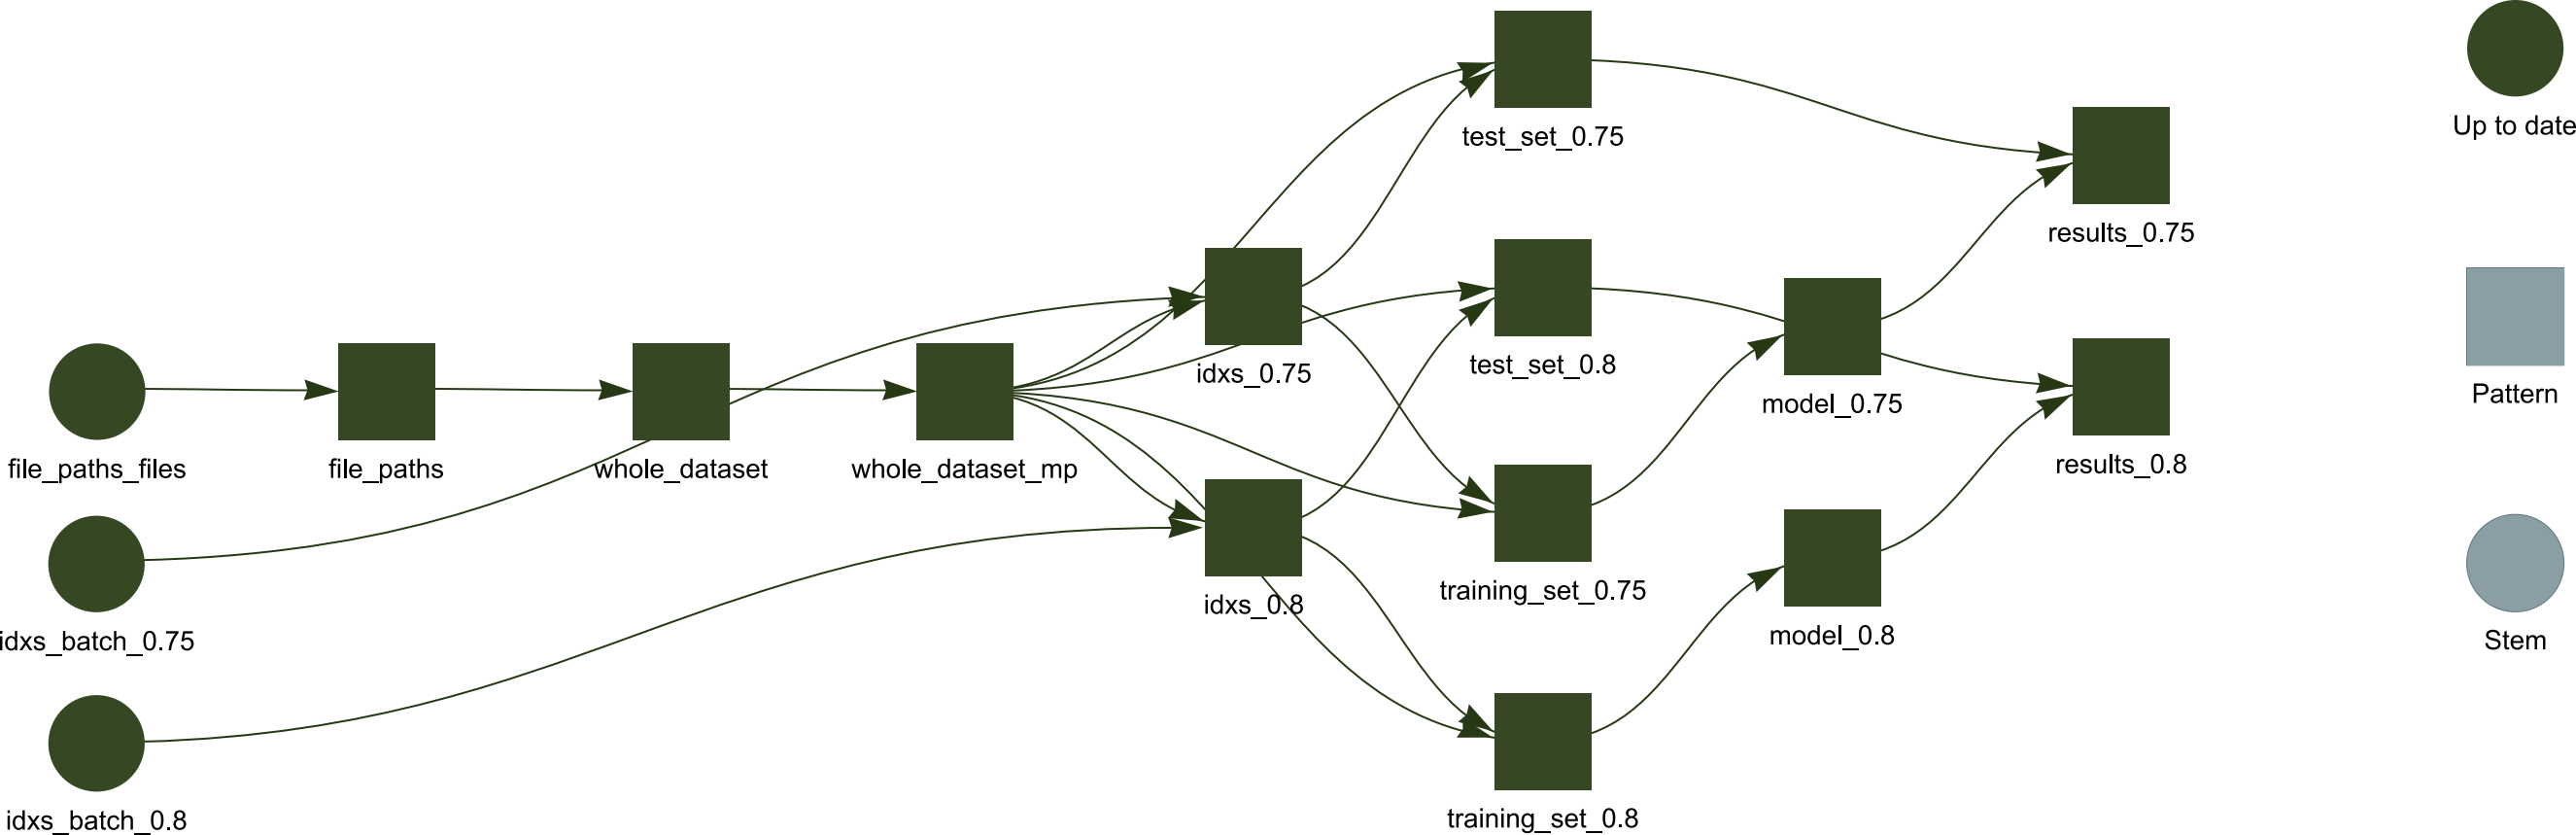 test_set_0.75
Up to date
results_0.75
test_set_0.8
idxs_0.75
model_0.75
Pattern
file_paths_files
file_paths
whole_dataset
whole_dataset_mp
results_0.8
idxs_batch_0.75
idxs_0.8
training_set_0.75
model_0.8
Stem
idxs_batch_0.8
training_set_0.8